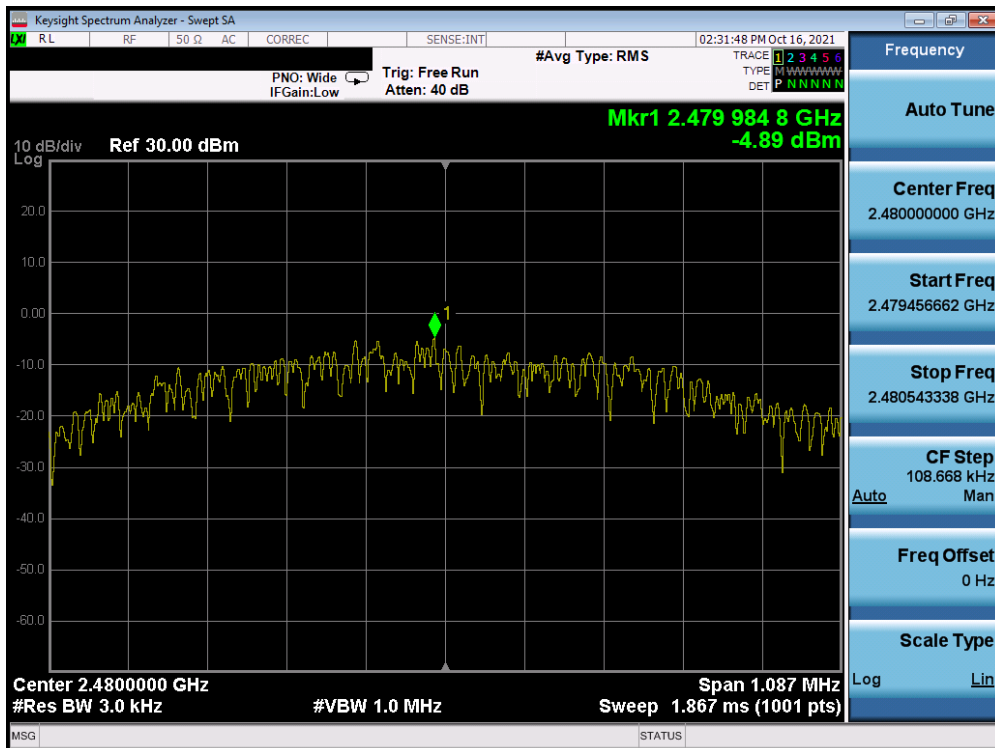 Keysight Spectrum Analyzer - Swept SA
LXI RL RF 50 Ω AC CORREC SENSE:INT 02:31:48 PM Oct 16, 2021
#Avg Type: RMS
TRACE 1 2 3 4 5 6
TYPE M W W W W W
DET P N N N N N
PNO: Wide Trig: Free Run
IFGain:Low Atten: 40 dB
Mkr1 2.479 984 8 GHz
-4.89 dBm
10 dB/div Ref 30.00 dBm
Log
20.0
10.0
0.00
-10.0
-20.0
-30.0
-40.0
-50.0
-60.0
1
Center 2.4800000 GHz Span 1.087 MHz
#Res BW 3.0 kHz #VBW 1.0 MHz Sweep 1.867 ms (1001 pts)
MSG STATUS
Frequency
Auto Tune
Center Freq
2.480000000 GHz
Start Freq
2.479456662 GHz
Stop Freq
2.480543338 GHz
CF Step
108.668 kHz
Auto Man
Freq Offset
0 Hz
Scale Type
Log Lin